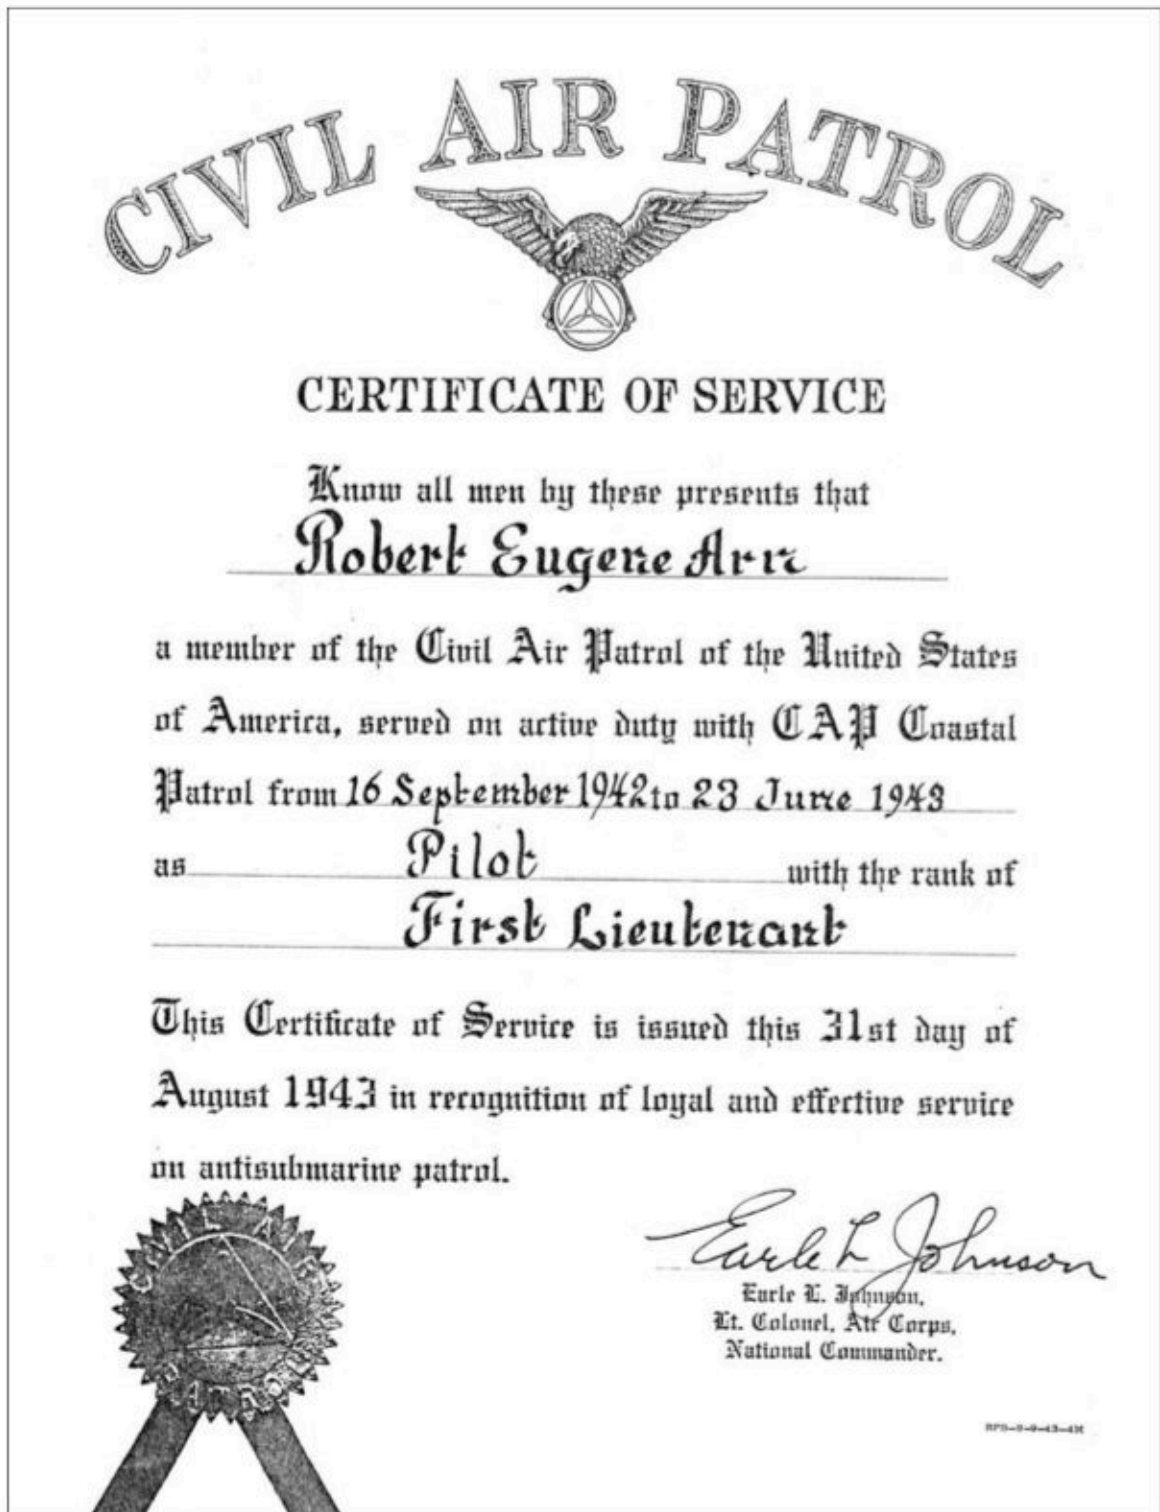 CIVIL AIR PATROL
CERTIFICATE OF SERVICE
Know all men by these presents that
Robert Eugene Arn
a member of the Civil Air Patrol of the United States
of America, served on active duty with CAP Coastal
Patrol from 16 September 1942 to 23 June 1943
as Pilot with the rank of
First Lieutenant
This Certificate of Service is issued this 31st day of
August 1943 in recognition of loyal and effective service
on antisubmarine patrol.
CIVIL AIR
PATROL
Earle L Johnson
Earle L. Johnson,
Lt. Colonel, Air Corps,
National Commander.